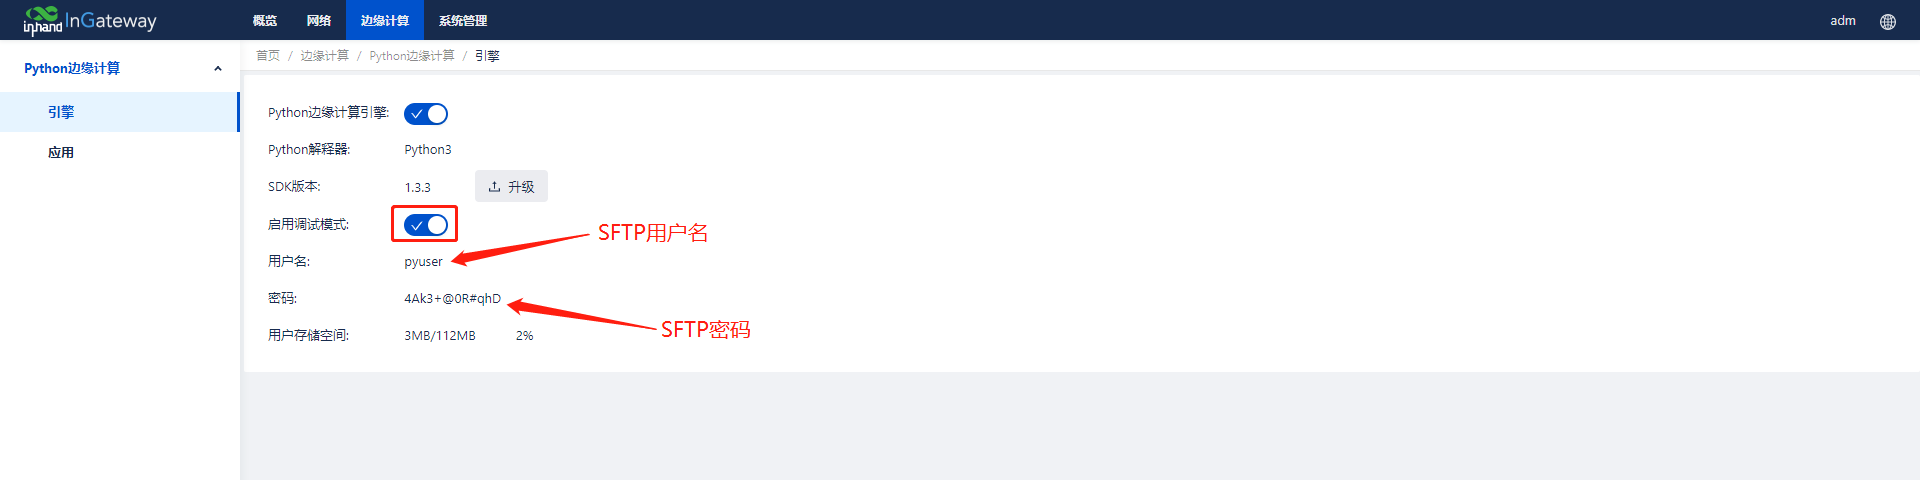 inhand InGateway 概览 网络 边缘计算 系统管理 adm
Python边缘计算
引擎
应用
首页 / 边缘计算 / Python边缘计算 / 引擎
Python边缘计算引擎:
Python解释器: Python3
SDK版本: 1.3.3 升级
启用调试模式:
SFTP用户名
用户名: pyuser
密码: 4Ak3+@0R#qhD
SFTP密码
用户存储空间: 3MB/112MB 2%